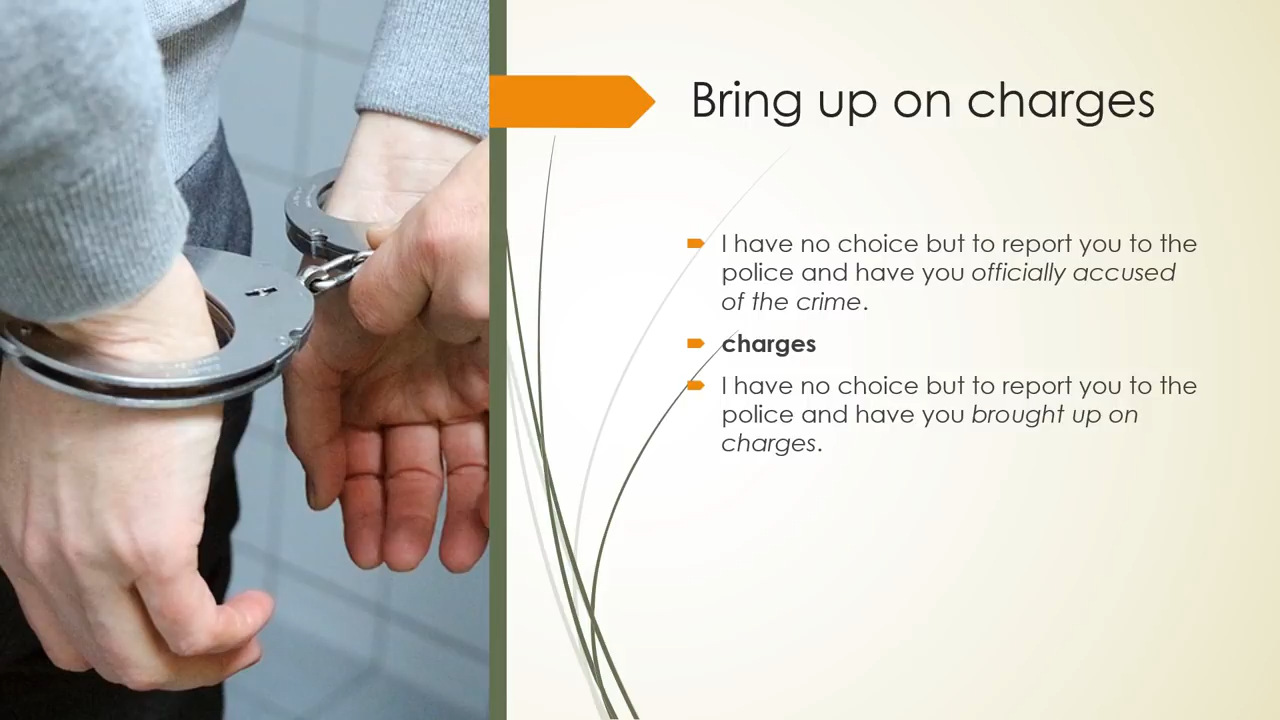 Bring up on charges
I have no choice but to report you to the
police and have you officially accused
of the crime.
charges
I have no choice but to report you to the
police and have you brought up on
charges.